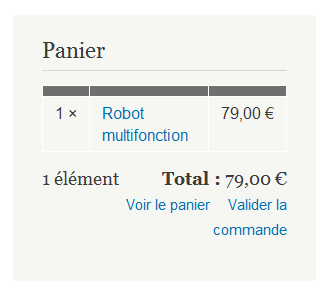 Panier
1 × Robot 79,00 €
multifonction
1 élément Total : 79,00 €
Voir le panier Valider la
commande